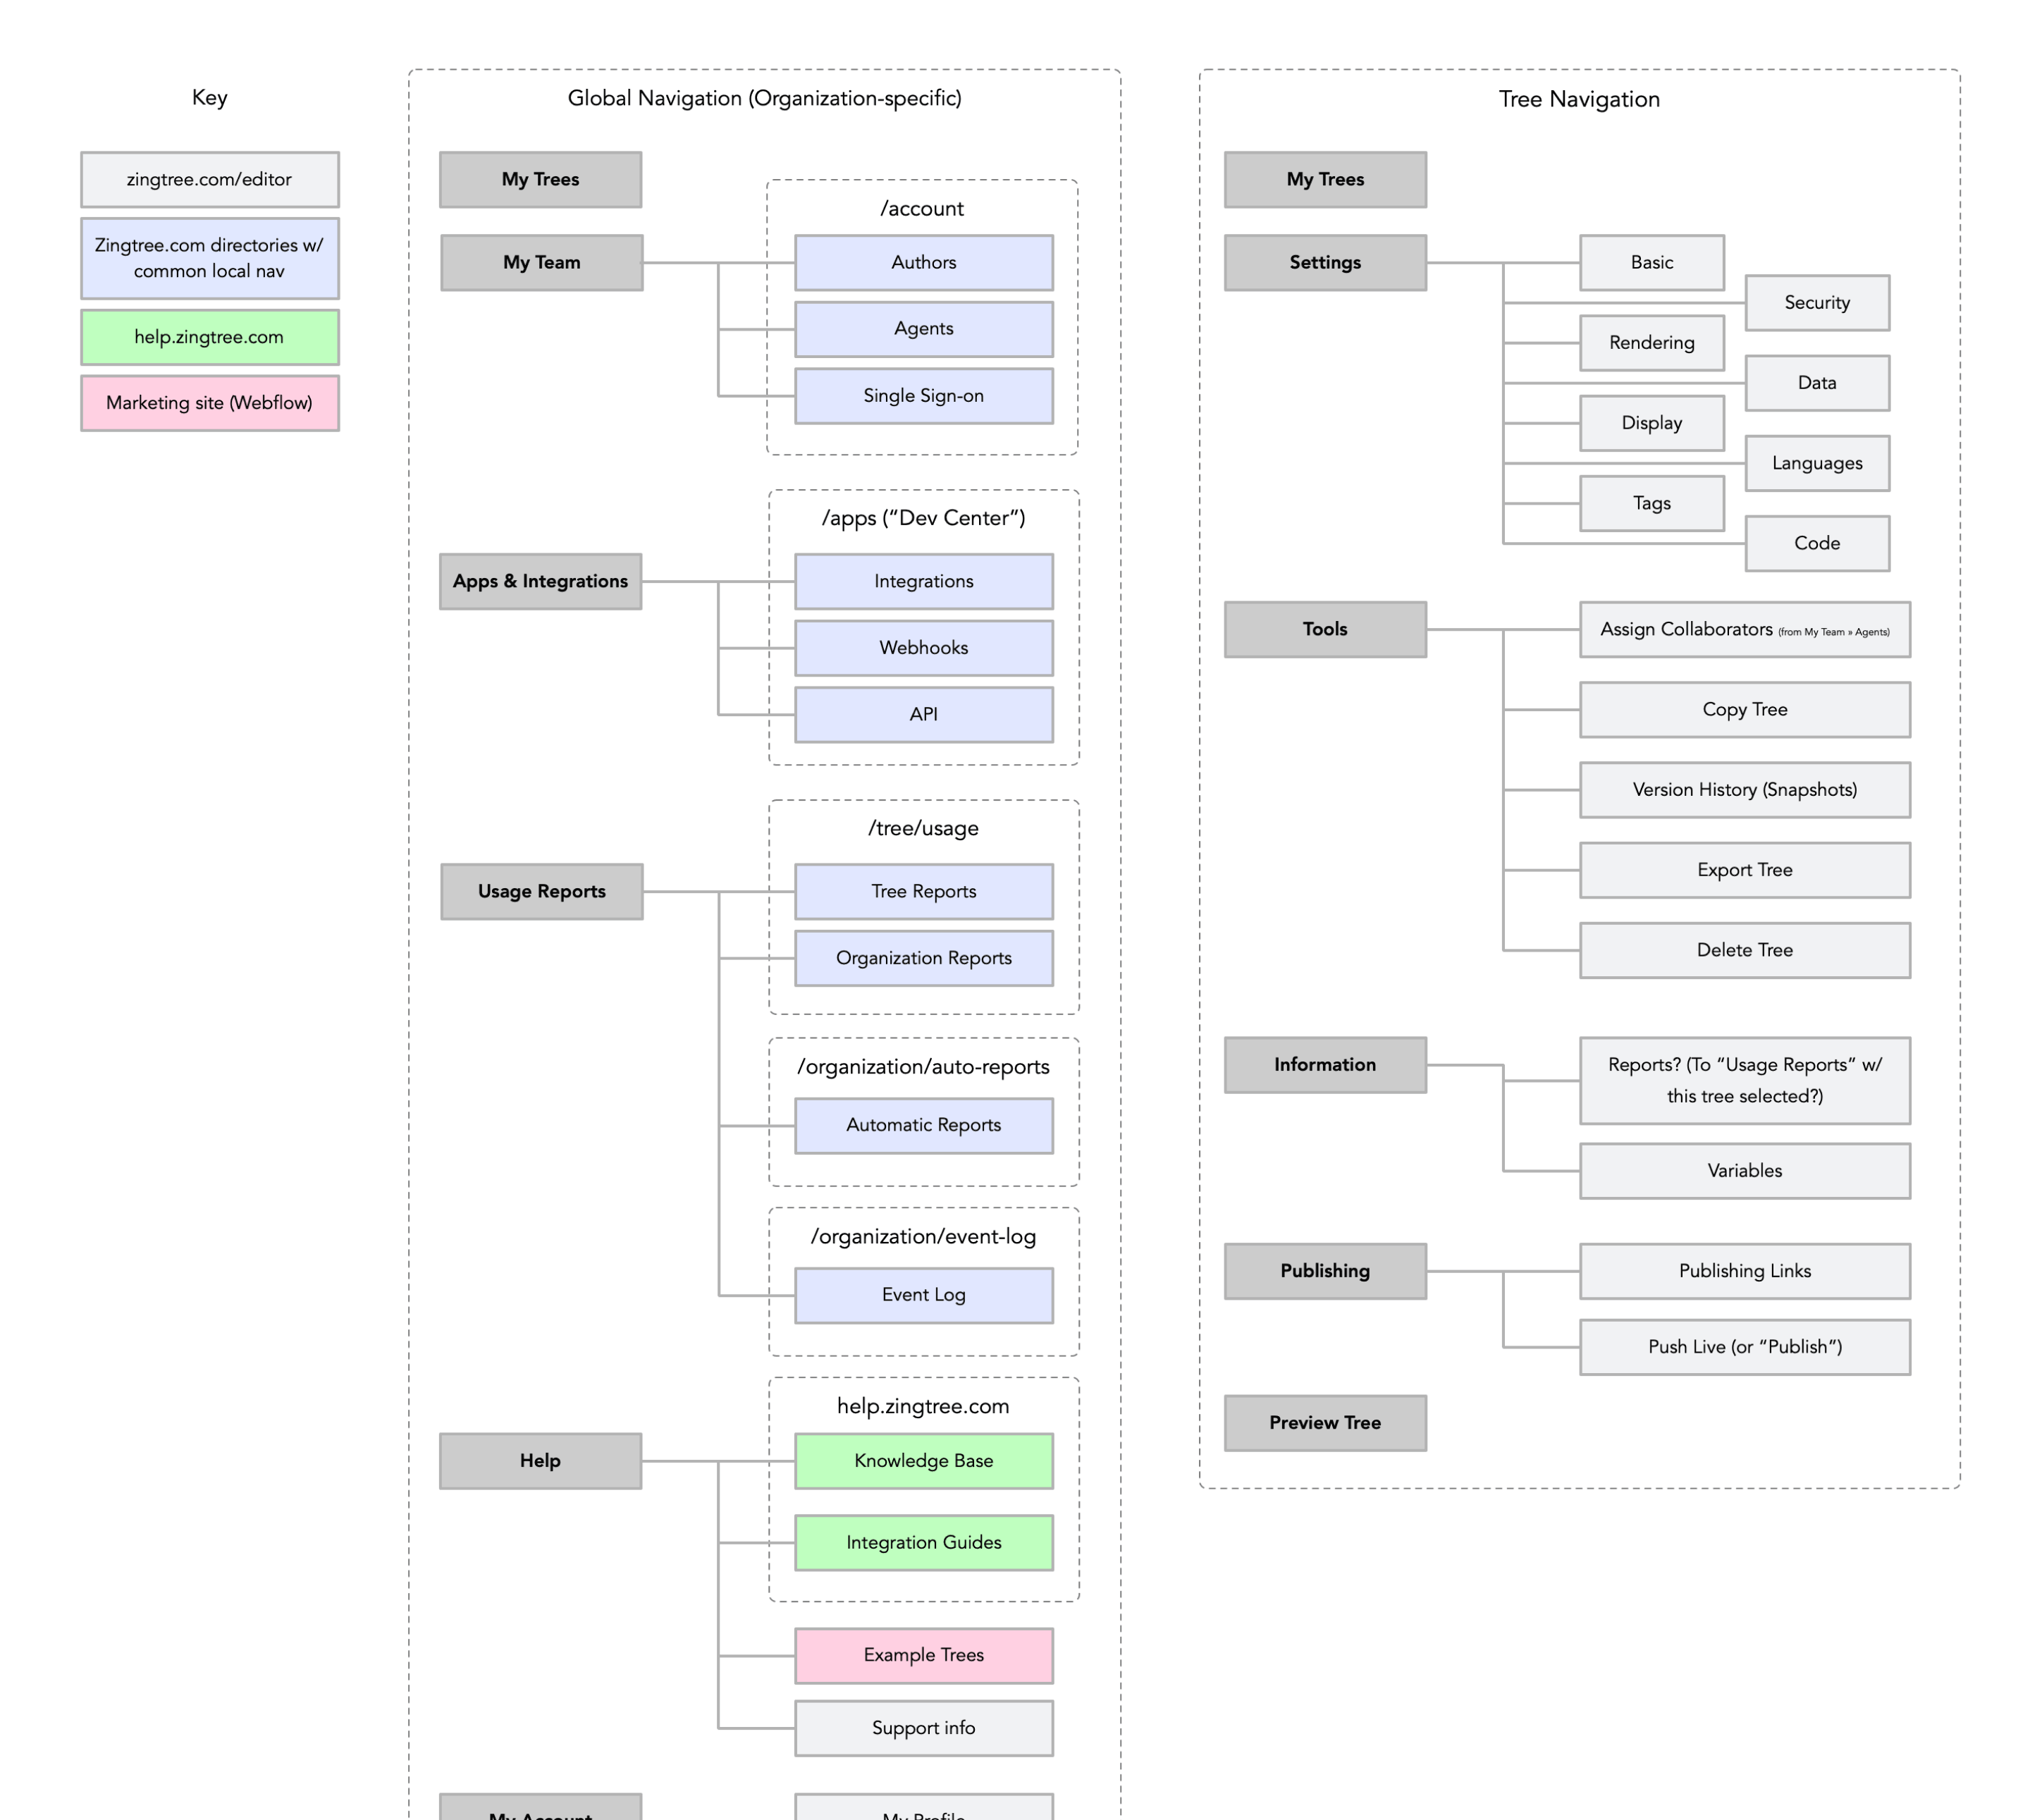 Key
zingtree.com/editor
Zingtree.com directories w/
common local nav
help.zingtree.com
Marketing site (Webflow)
Global Navigation (Organization-specific)
My Trees
My Team
/account
Authors
Agents
Single Sign-on
Apps & Integrations
/apps (“Dev Center”)
Integrations
Webhooks
API
Usage Reports
/tree/usage
Tree Reports
Organization Reports
/organization/auto-reports
Automatic Reports
/organization/event-log
Event Log
Help
help.zingtree.com
Knowledge Base
Integration Guides
Example Trees
Support info
My Account
My Profile
Tree Navigation
My Trees
Settings
Basic
Security
Rendering
Data
Display
Languages
Tags
Code
Tools
Assign Collaborators (from My Team » Agents)
Copy Tree
Version History (Snapshots)
Export Tree
Delete Tree
Information
Reports? (To “Usage Reports” w/
this tree selected?)
Variables
Publishing
Publishing Links
Push Live (or “Publish”)
Preview Tree